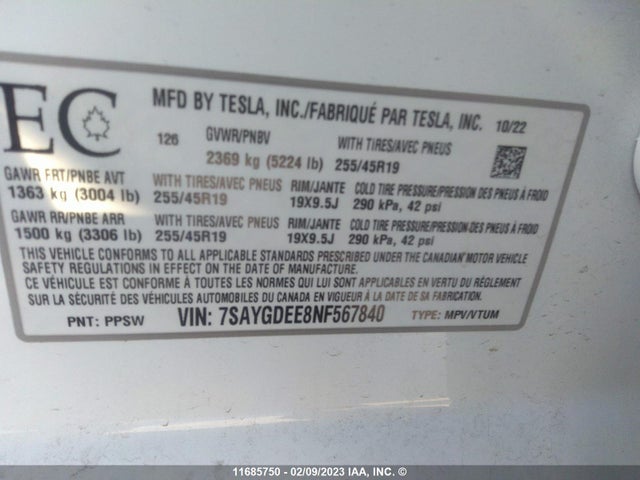 EC
MFD BY TESLA, INC./FABRIQUÉ PAR TESLA, INC. 10/22
126 GVWR/PNBV WITH TIRES/AVEC PNEUS
2369 kg (5224 lb) 255/45R19
GAWR FRT/PNBE AVT WITH TIRES/AVEC PNEUS RIM/JANTE COLD TIRE PRESSURE/PRESSION DES PNEUS À FROID
1363 kg (3004 lb) 255/45R19 19X9.5J 290 kPa, 42 psi
GAWR RR/PNBE ARR WITH TIRES/AVEC PNEUS RIM/JANTE COLD TIRE PRESSURE/PRESSION DES PNEUS À FROID
1500 kg (3306 lb) 255/45R19 19X9.5J 290 kPa, 42 psi
THIS VEHICLE CONFORMS TO ALL APPLICABLE STANDARDS PRESCRIBED UNDER THE CANADIAN MOTOR VEHICLE
SAFETY REGULATIONS IN EFFECT ON THE DATE OF MANUFACTURE.
CE VÉHICULE EST CONFORME À TOUTES LES NORMES QUI LUI SONT APPLICABLES EN VERTU DU RÈGLEMENT
SUR LA SÉCURITÉ DES VÉHICULES AUTOMOBILES DU CANADA EN VIGUEUR À LA DATE DE SA FABRICATION.
PNT: PPSW VIN: 7SAYGDEE8NF567840 TYPE: MPV/VTUM
11685750 - 02/09/2023 IAA, INC. ©